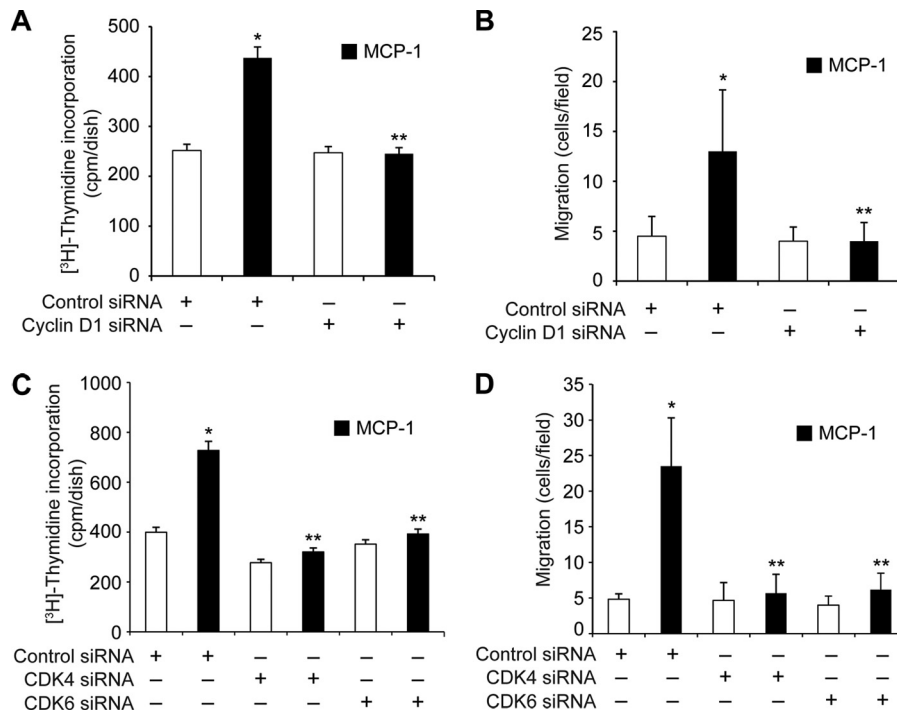 A
[³H]-Thymidine incorporation
(cpm/dish)
500
400
300
200
100
0
*
**
MCP-1
Control siRNA + + – –
Cyclin D1 siRNA – – + +
B
Migration (cells/field)
25
20
15
10
5
0
*
**
MCP-1
Control siRNA + + – –
Cyclin D1 siRNA – – + +
C
[³H]-Thymidine incorporation
(cpm/dish)
1000
800
600
400
200
0
*
**
**
MCP-1
Control siRNA + + – – – –
CDK4 siRNA – – + + – –
CDK6 siRNA – – – – + +
D
Migration (cells/field)
35
30
25
20
15
10
5
0
*
**
**
MCP-1
Control siRNA + + – – – –
CDK4 siRNA – – + + – –
CDK6 siRNA – – – – + +